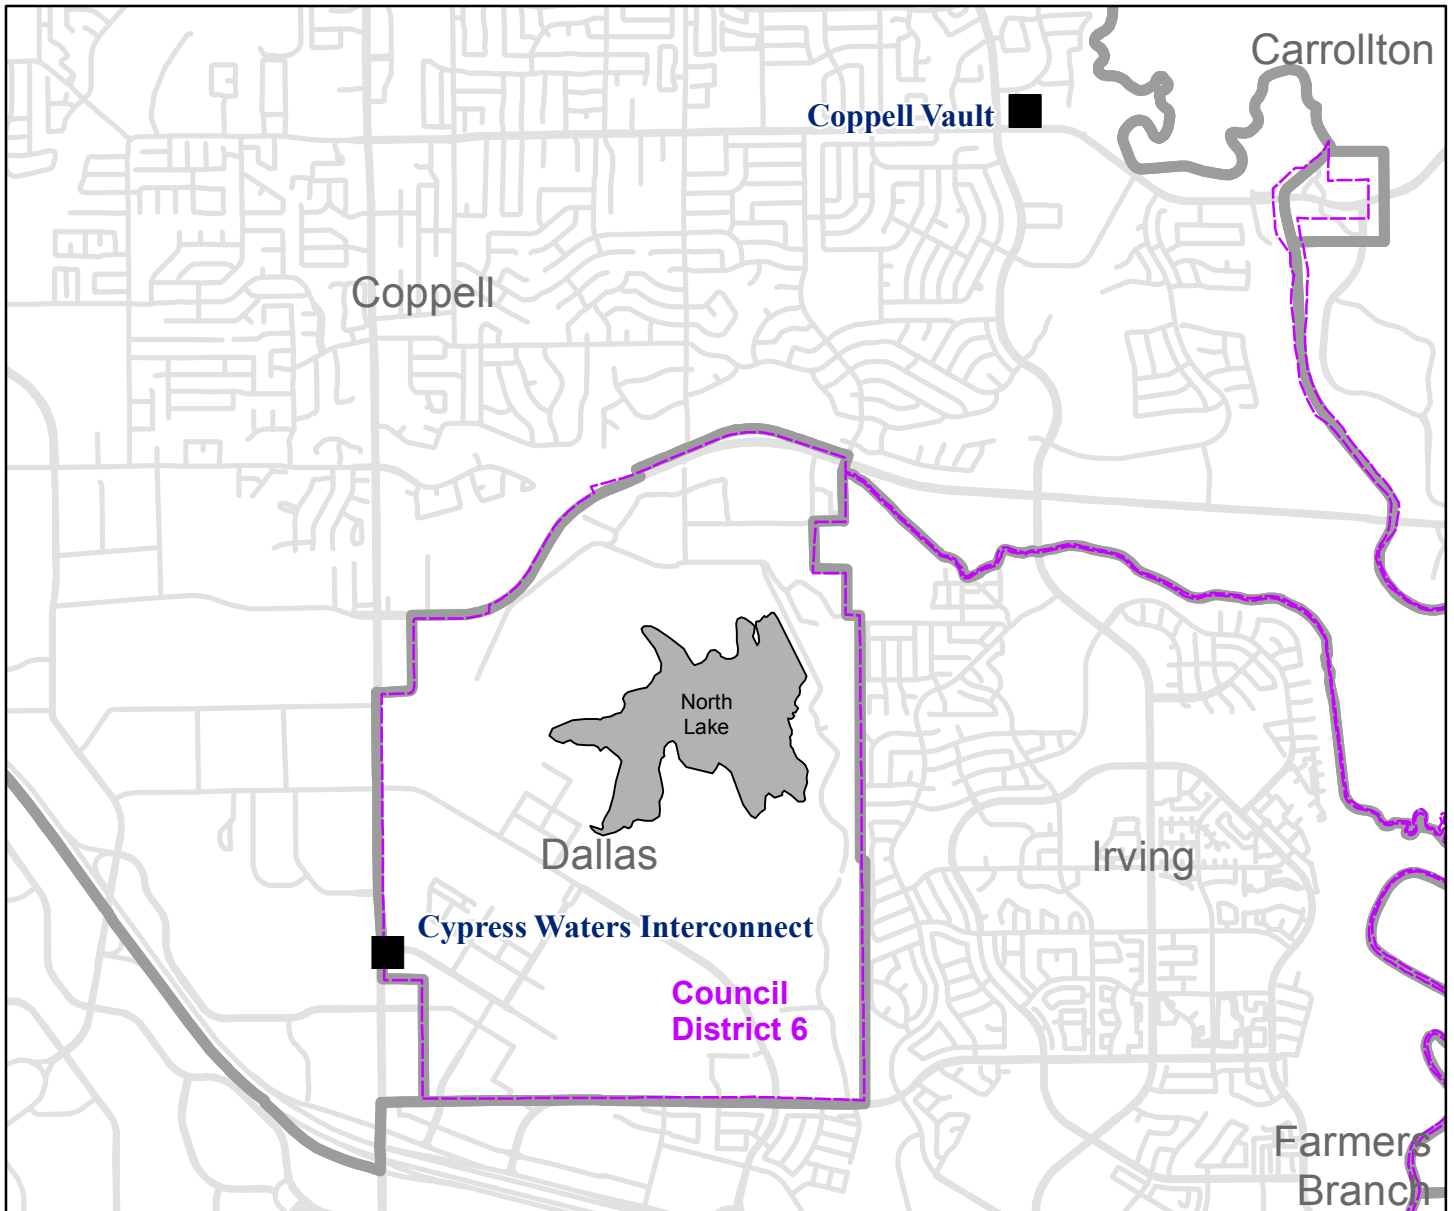 Carrollton
Coppell Vault
Coppell
North
Lake
Dallas
Irving
Cypress Waters Interconnect
Council
District 6
Farmers
Branch